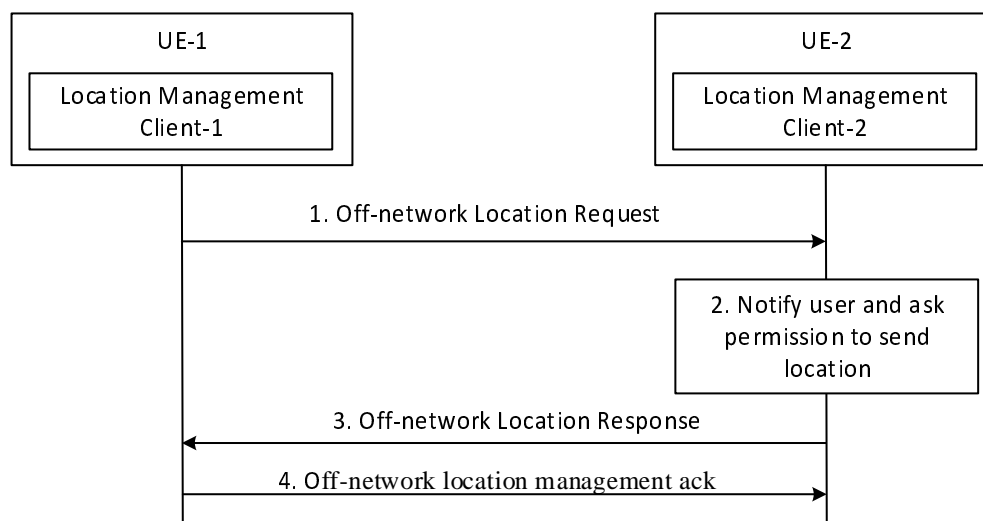 UE-1
UE-2
Location Management
Client-1
Location Management
Client-2
1. Off-network Location Request
2. Notify user and ask
permission to send
location
3. Off-network Location Response
4. Off-network location management ack